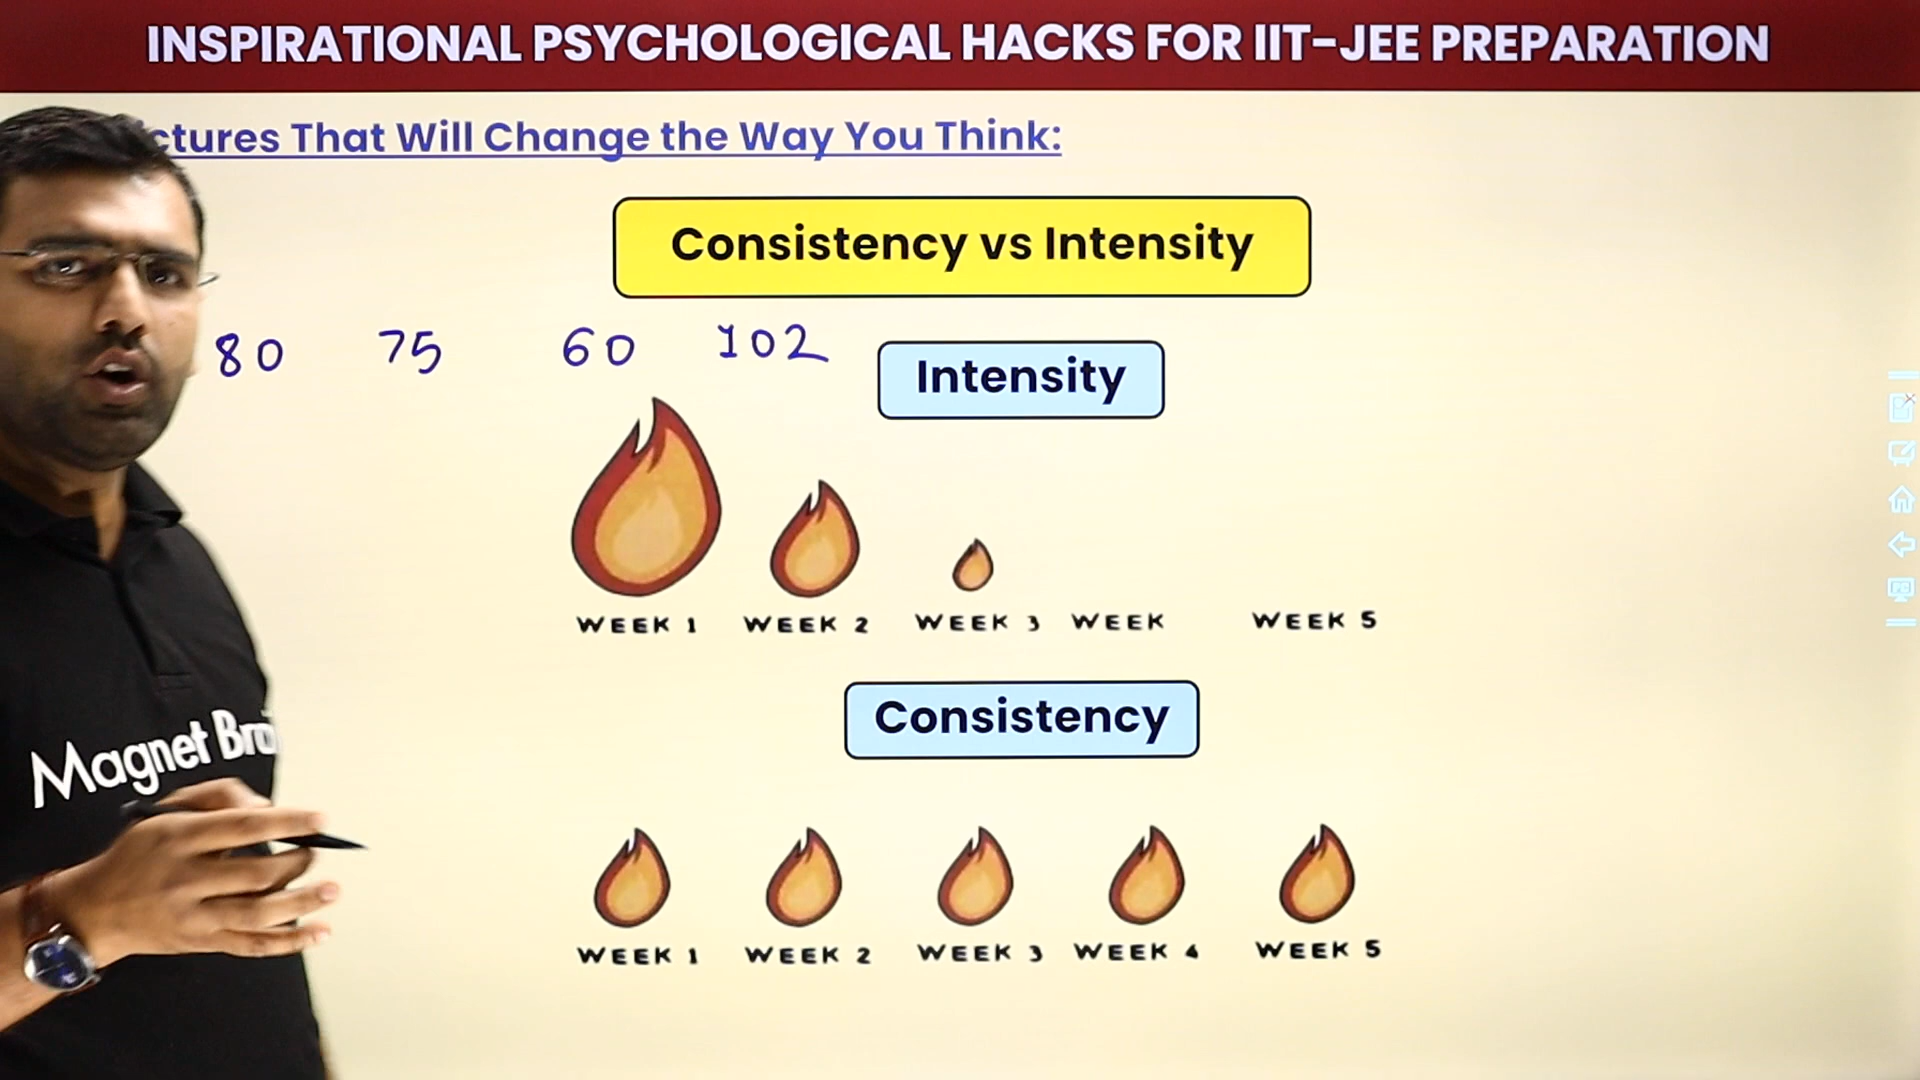 INSPIRATIONAL PSYCHOLOGICAL HACKS FOR IIT-JEE PREPARATION
ctures That Will Change the Way You Think:
Consistency vs Intensity
80 75 60 102
Intensity
WEEK 1 WEEK 2 WEEK 3 WEEK WEEK 5
Consistency
Magnet Brai
WEEK 1 WEEK 2 WEEK 3 WEEK 4 WEEK 5